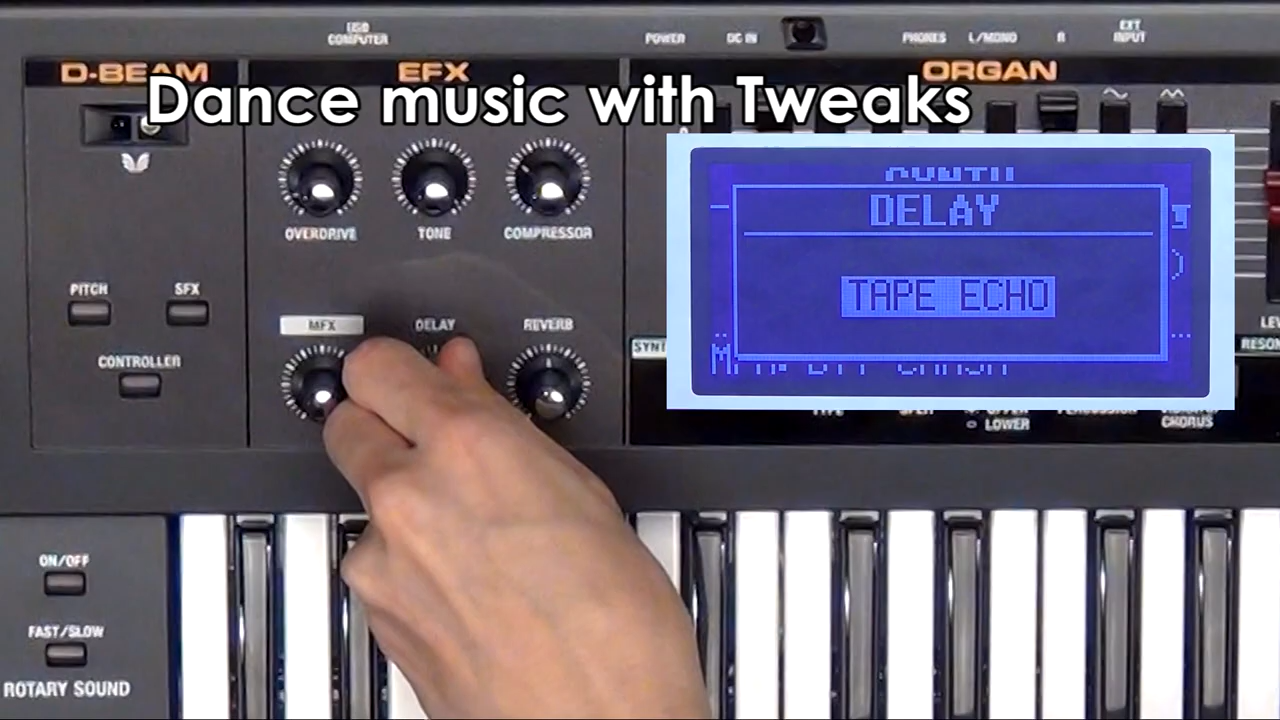 USB
COMPUTER
POWER
DC IN
PHONES
L/MONO
R
EXT
INPUT
D-BEAM
EFX
ORGAN
Dance music with Tweaks
OVERDRIVE
TONE
COMPRESSOR
DELAY
TAPE ECHO
PITCH
SFX
MFX
DELAY
REVERB
CONTROLLER
LOWER
CHORUS
ON/OFF
FAST/SLOW
ROTARY SOUND